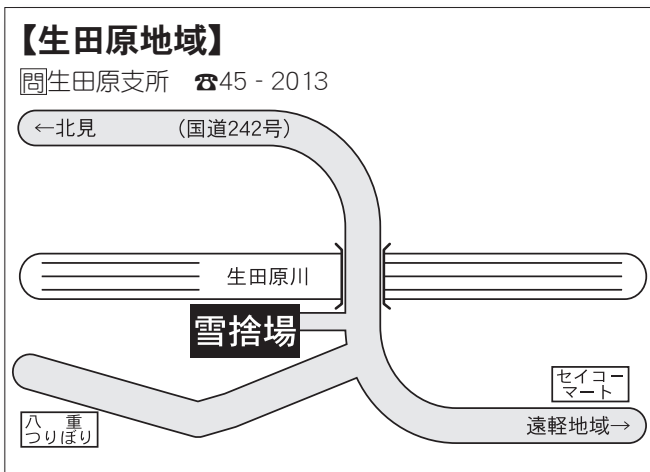 【生田原地域】
問生田原支所 ☎45 - 2013
←北見 (国道242号)
生田原川
雪捨場
セイコー
マート
八重
つりぼり
遠軽地域→